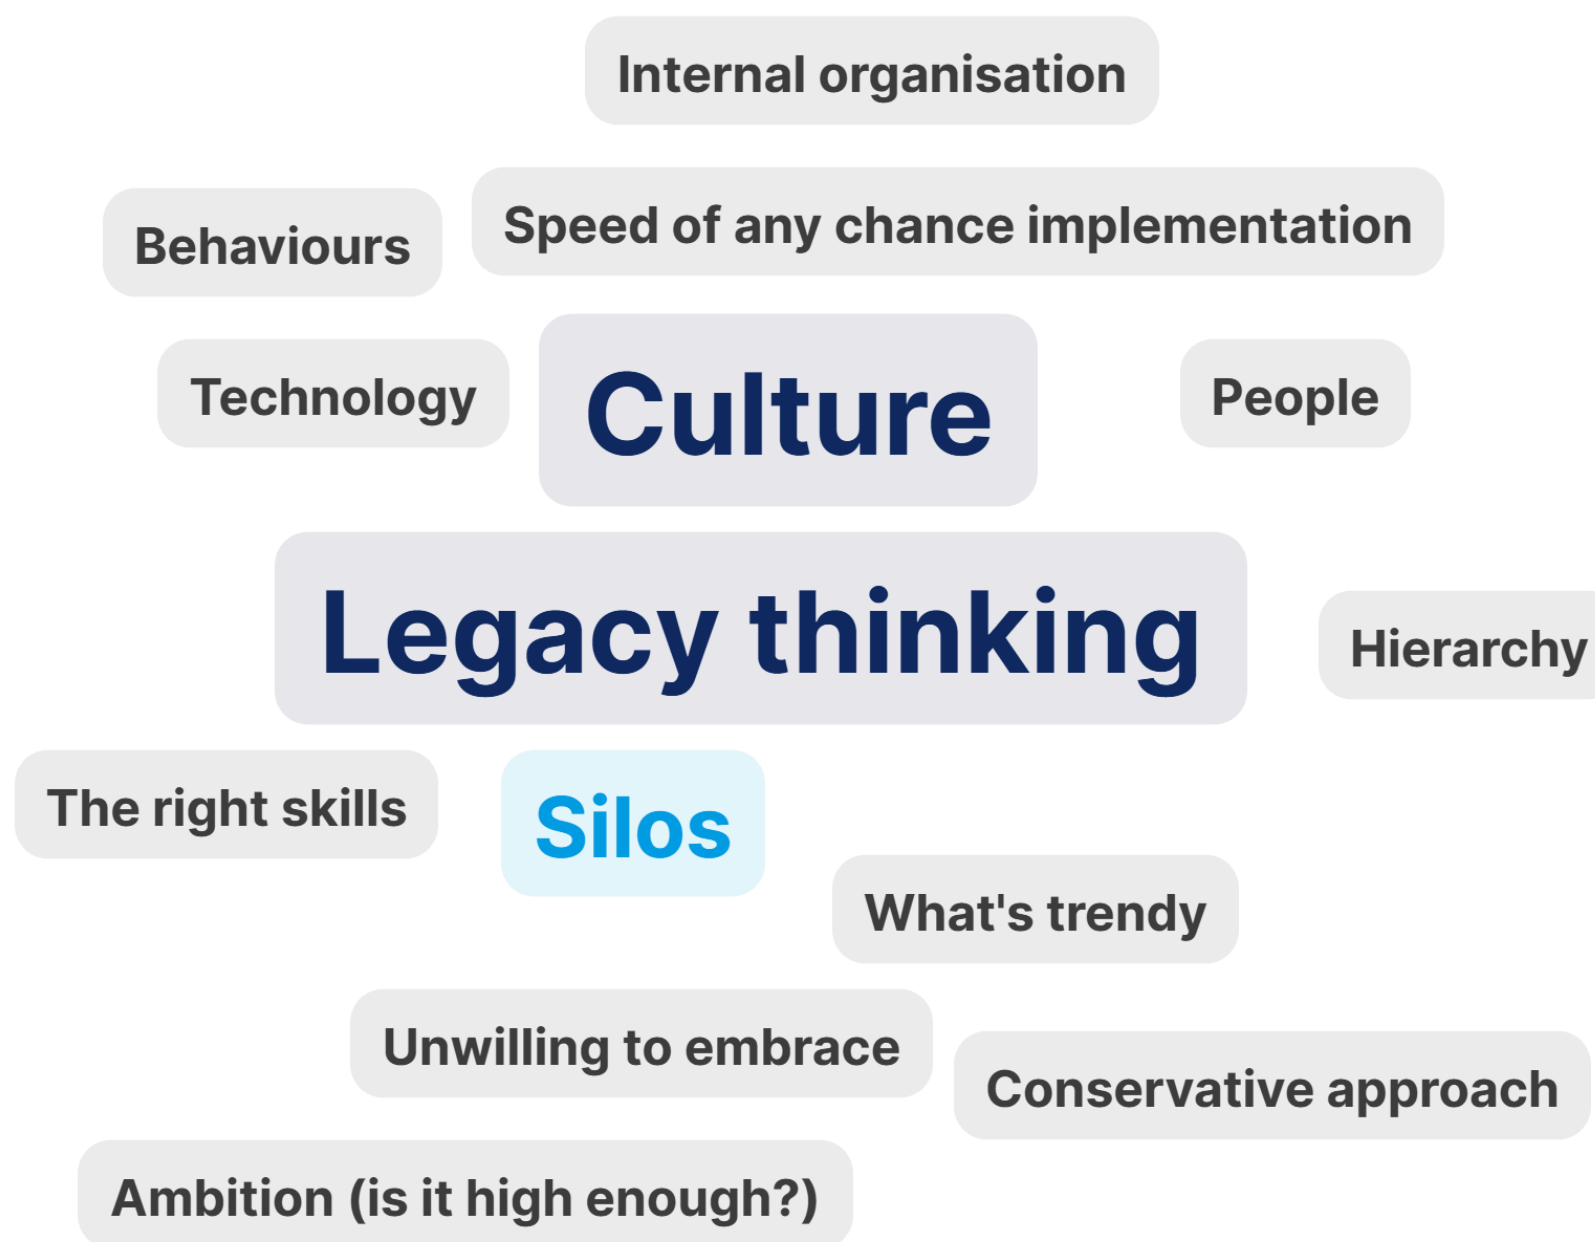 Internal organisation
Speed of any chance implementation
Behaviours
Technology
Culture
People
Legacy thinking
Hierarchy
The right skills
Silos
What's trendy
Unwilling to embrace
Conservative approach
Ambition (is it high enough?)